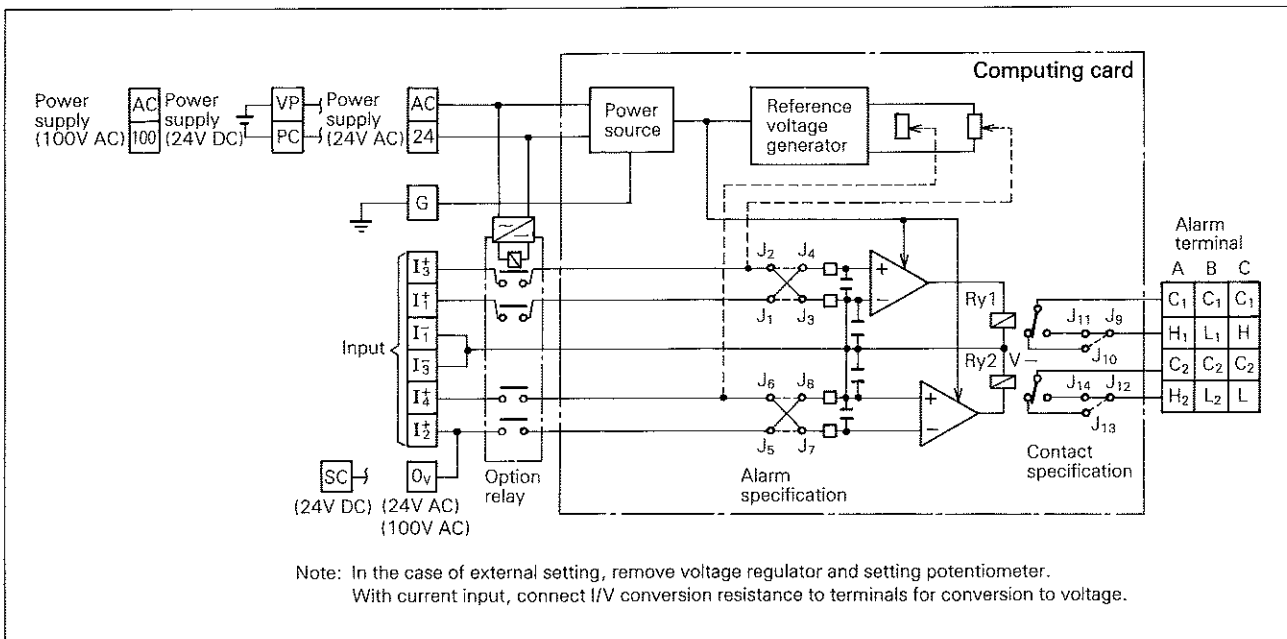 Computing card
Power supply (100V AC)
AC
100
Power supply (24V DC)
VP
PC
Power supply (24V AC)
AC
24
Power source
Reference voltage generator
G
Input
I3+
I1+
I1−
I3−
I4+
I2+
SC
(24V DC)
0V
(24V AC)
(100V AC)
Option relay
J2 J4
J1 J3
J6 J8
J5 J7
Alarm specification
+
−
+
−
Ry1
Ry2
V−
J11 J9
J10
J14 J12
J13
Contact specification
Alarm terminal
A B C
C1 C1 C1
H1 L1 H
C2 C2 C2
H2 L2 L
Note: In the case of external setting, remove voltage regulator and setting potentiometer.
With current input, connect I/V conversion resistance to terminals for conversion to voltage.